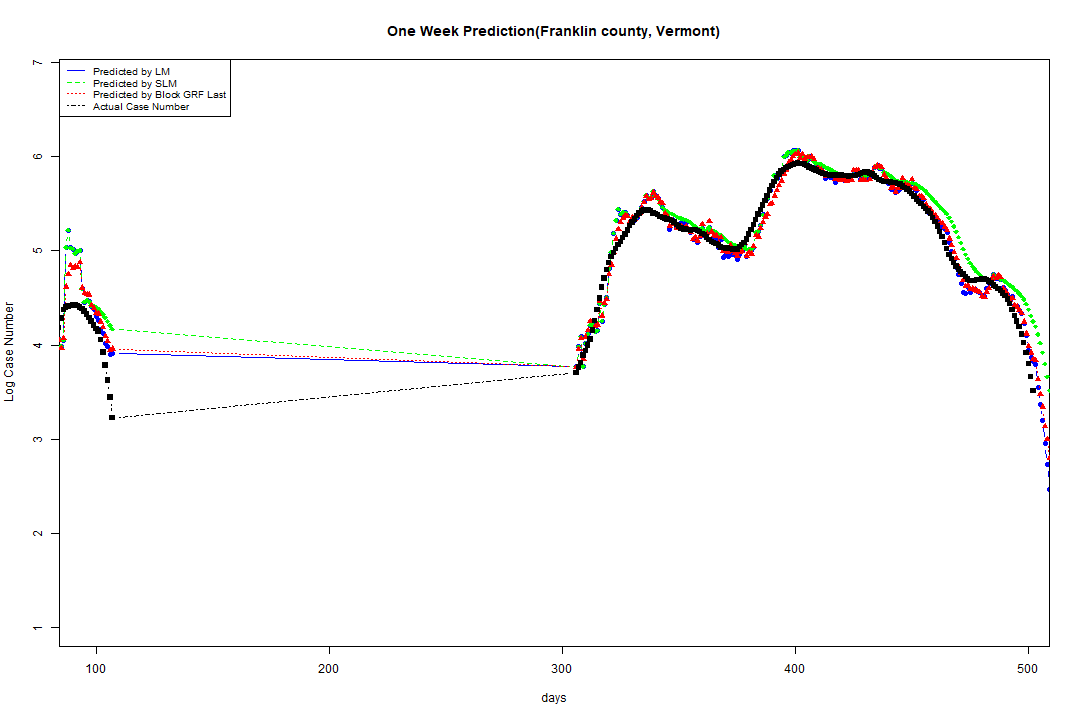 One Week Prediction(Franklin county, Vermont)
Predicted by LM
Predicted by SLM
Predicted by Block GRF Last
Actual Case Number
Log Case Number
7
6
5
4
3
2
1
100 200 300 400 500
days